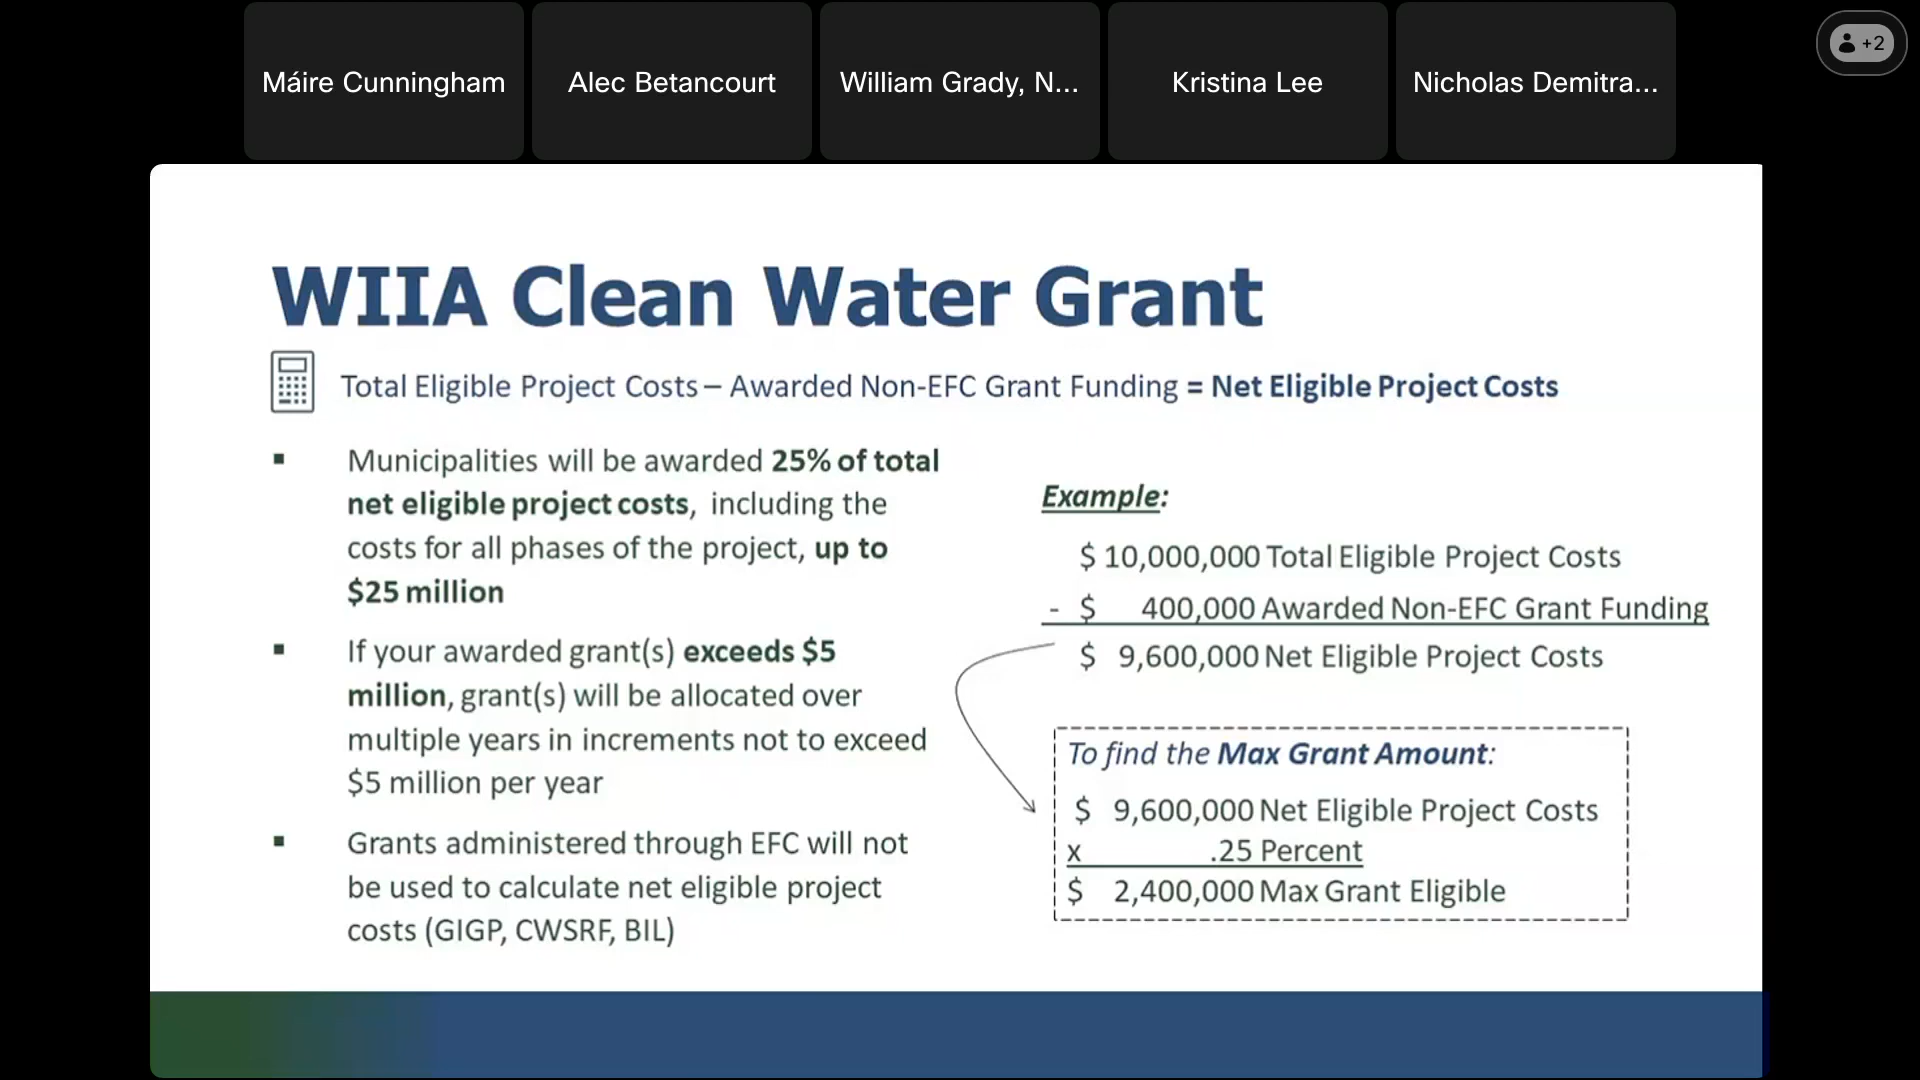 Máire Cunningham
Alec Betancourt
William Grady, N...
Kristina Lee
Nicholas Demitra...
+2
WIIA Clean Water Grant
Total Eligible Project Costs – Awarded Non-EFC Grant Funding = Net Eligible Project Costs
▪ Municipalities will be awarded 25% of total
net eligible project costs, including the
costs for all phases of the project, up to
$25 million
▪ If your awarded grant(s) exceeds $5
million, grant(s) will be allocated over
multiple years in increments not to exceed
$5 million per year
▪ Grants administered through EFC will not
be used to calculate net eligible project
costs (GIGP, CWSRF, BIL)
Example:
$ 10,000,000 Total Eligible Project Costs
- $ 400,000 Awarded Non-EFC Grant Funding
$ 9,600,000 Net Eligible Project Costs
To find the Max Grant Amount:
$ 9,600,000 Net Eligible Project Costs
x .25 Percent
$ 2,400,000 Max Grant Eligible